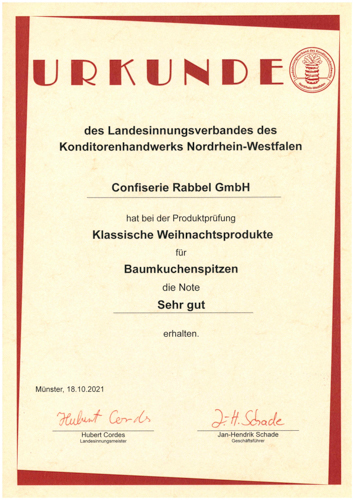 URKUNDE
des Landesinnungsverbandes des
Konditorenhandwerks Nordrhein-Westfalen
Confiserie Rabbel GmbH
hat bei der Produktprüfung
Klassische Weihnachtsprodukte
für
Baumkuchenspitzen
die Note
Sehr gut
erhalten.
Münster, 18.10.2021
Hubert Cordes
J.-H. Schade
Hubert Cordes
Jan-Hendrik Schade
Landesinnungsmeister
Geschäftsführer